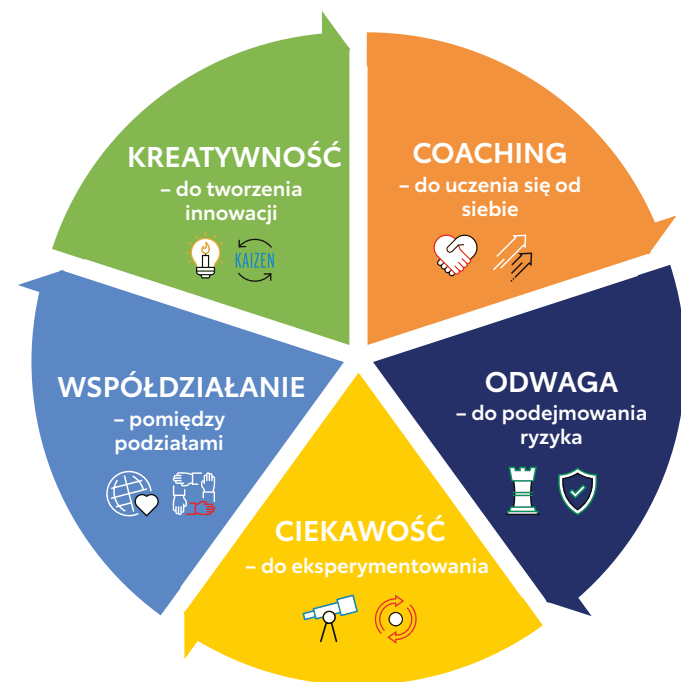 KREATYWNOŚĆ
– do tworzenia
innowacji
KAIZEN
COACHING
– do uczenia się od
siebie
ODWAGA
– do podejmowania
ryzyka
CIEKAWOŚĆ
– do eksperymentowania
WSPÓŁDZIAŁANIE
– pomiędzy
podziałami